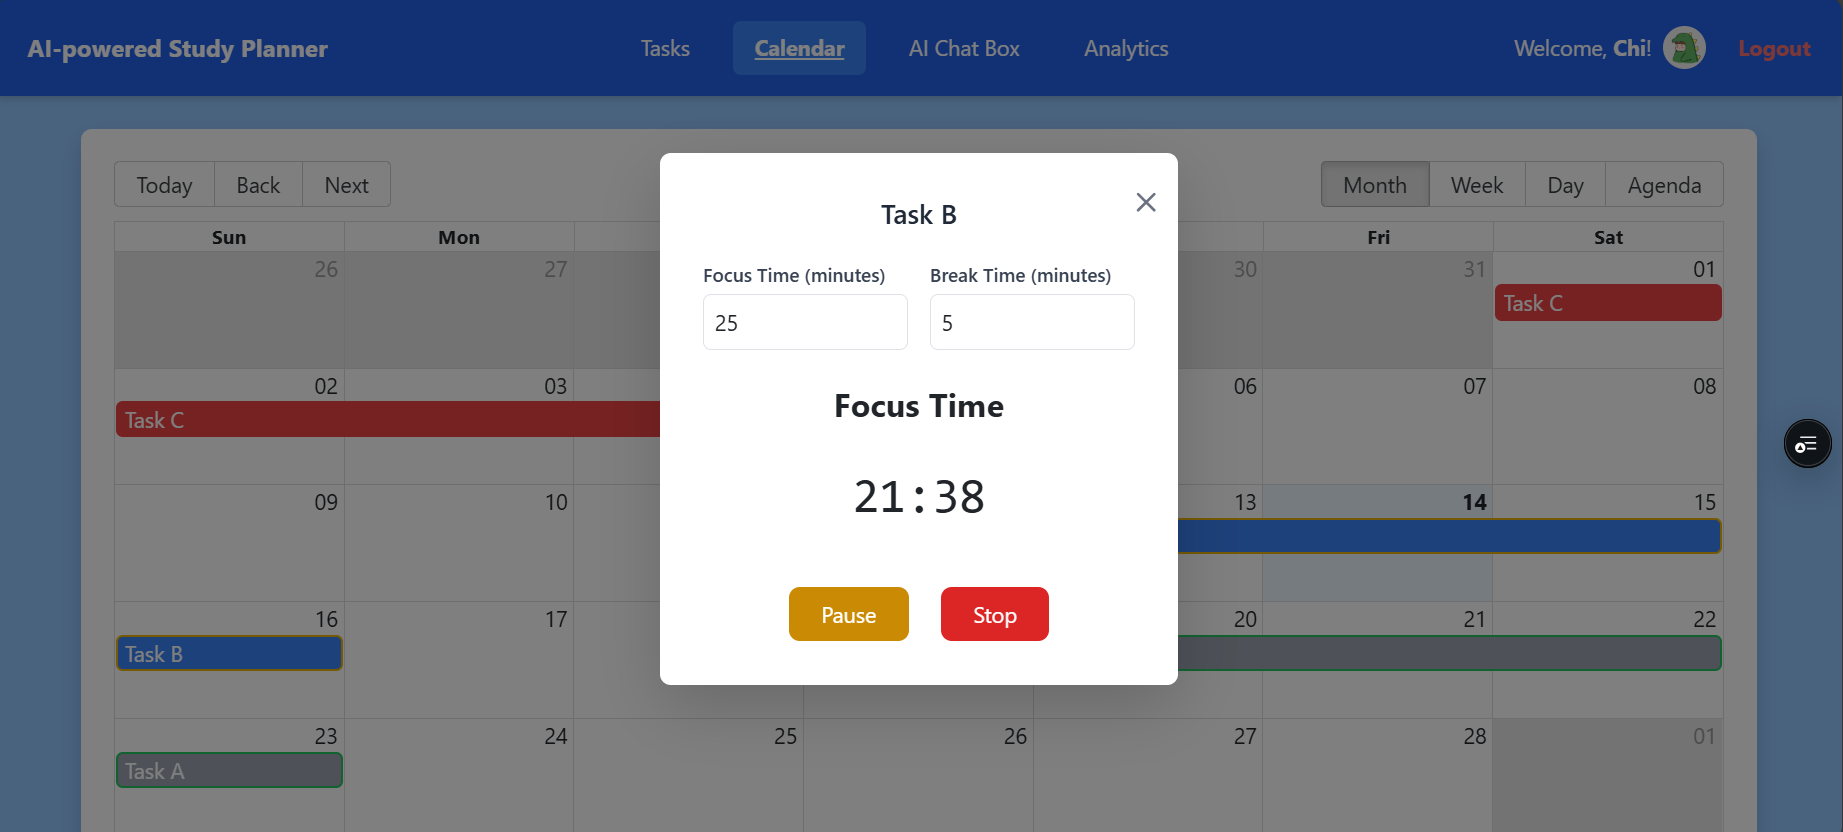 AI-powered Study Planner
Tasks
Calendar
AI Chat Box
Analytics
Welcome, Chi!
Logout
Today
Back
Next
Month
Week
Day
Agenda
Sun
Mon
Fri
Sat
26
27
30
31
01
Task C
02
03
06
07
08
Task C
09
10
13
14
15
16
17
20
21
22
Task B
23
24
25
26
27
28
01
Task A
Task B
Focus Time (minutes)
Break Time (minutes)
25
5
Focus Time
21:38
Pause
Stop